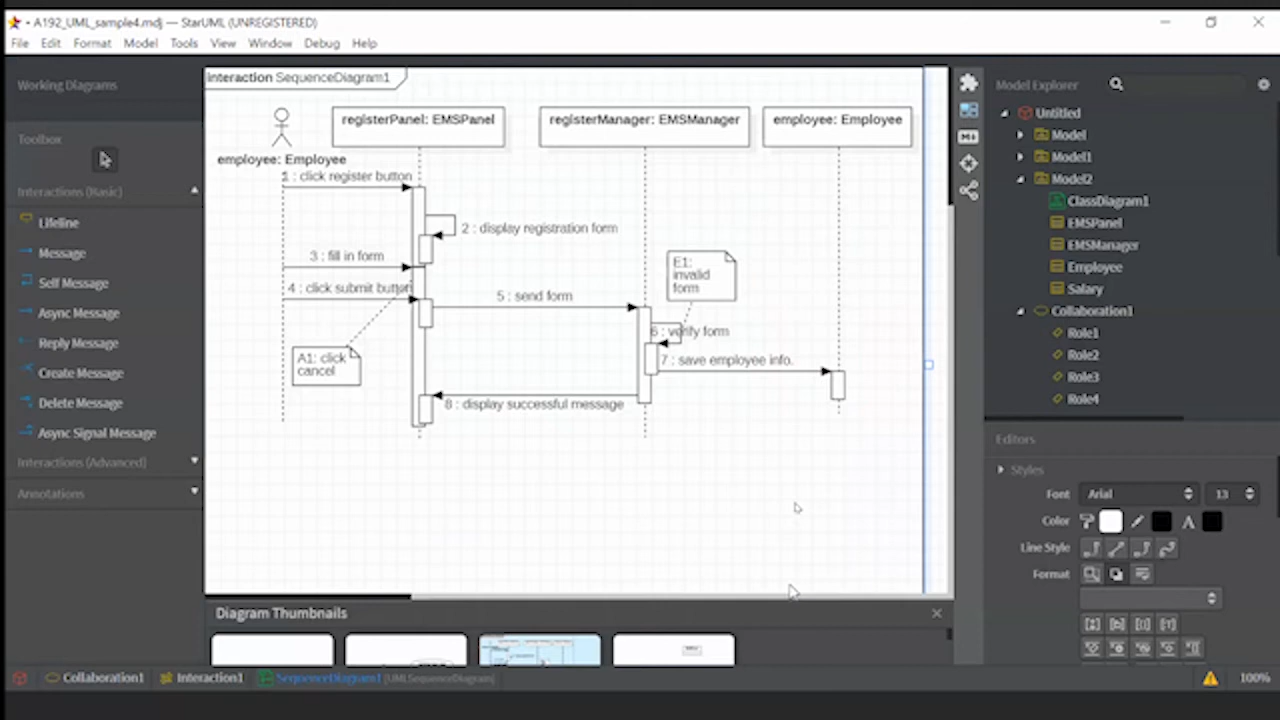 A192_UML_sample4.mdj — StarUML (UNREGISTERED)
File Edit Format Model Tools View Window Debug Help
Working Diagrams
Toolbox
Interactions (Basic)
Lifeline
Message
Self Message
Async Message
Reply Message
Create Message
Delete Message
Async Signal Message
Interactions (Advanced)
Annotations
interaction SequenceDiagram1
registerPanel: EMSPanel
registerManager: EMSManager
employee: Employee
employee: Employee
1 : click register button
2 : display registration form
3 : fill in form
E1:
invalid
form
4 : click submit button
5 : send form
6 : verify form
A1: click
cancel
7 : save employee info.
8 : display successful message
Diagram Thumbnails
Model Explorer
Untitled
Model
Model1
Model2
ClassDiagram1
EMSPanel
EMSManager
Employee
Salary
Collaboration1
Role1
Role2
Role3
Role4
Editors
Styles
Font Arial 13
Color
Line Style
Format
Collaboration1 Interaction1 SequenceDiagram1 [UMLSequenceDiagram]
100%